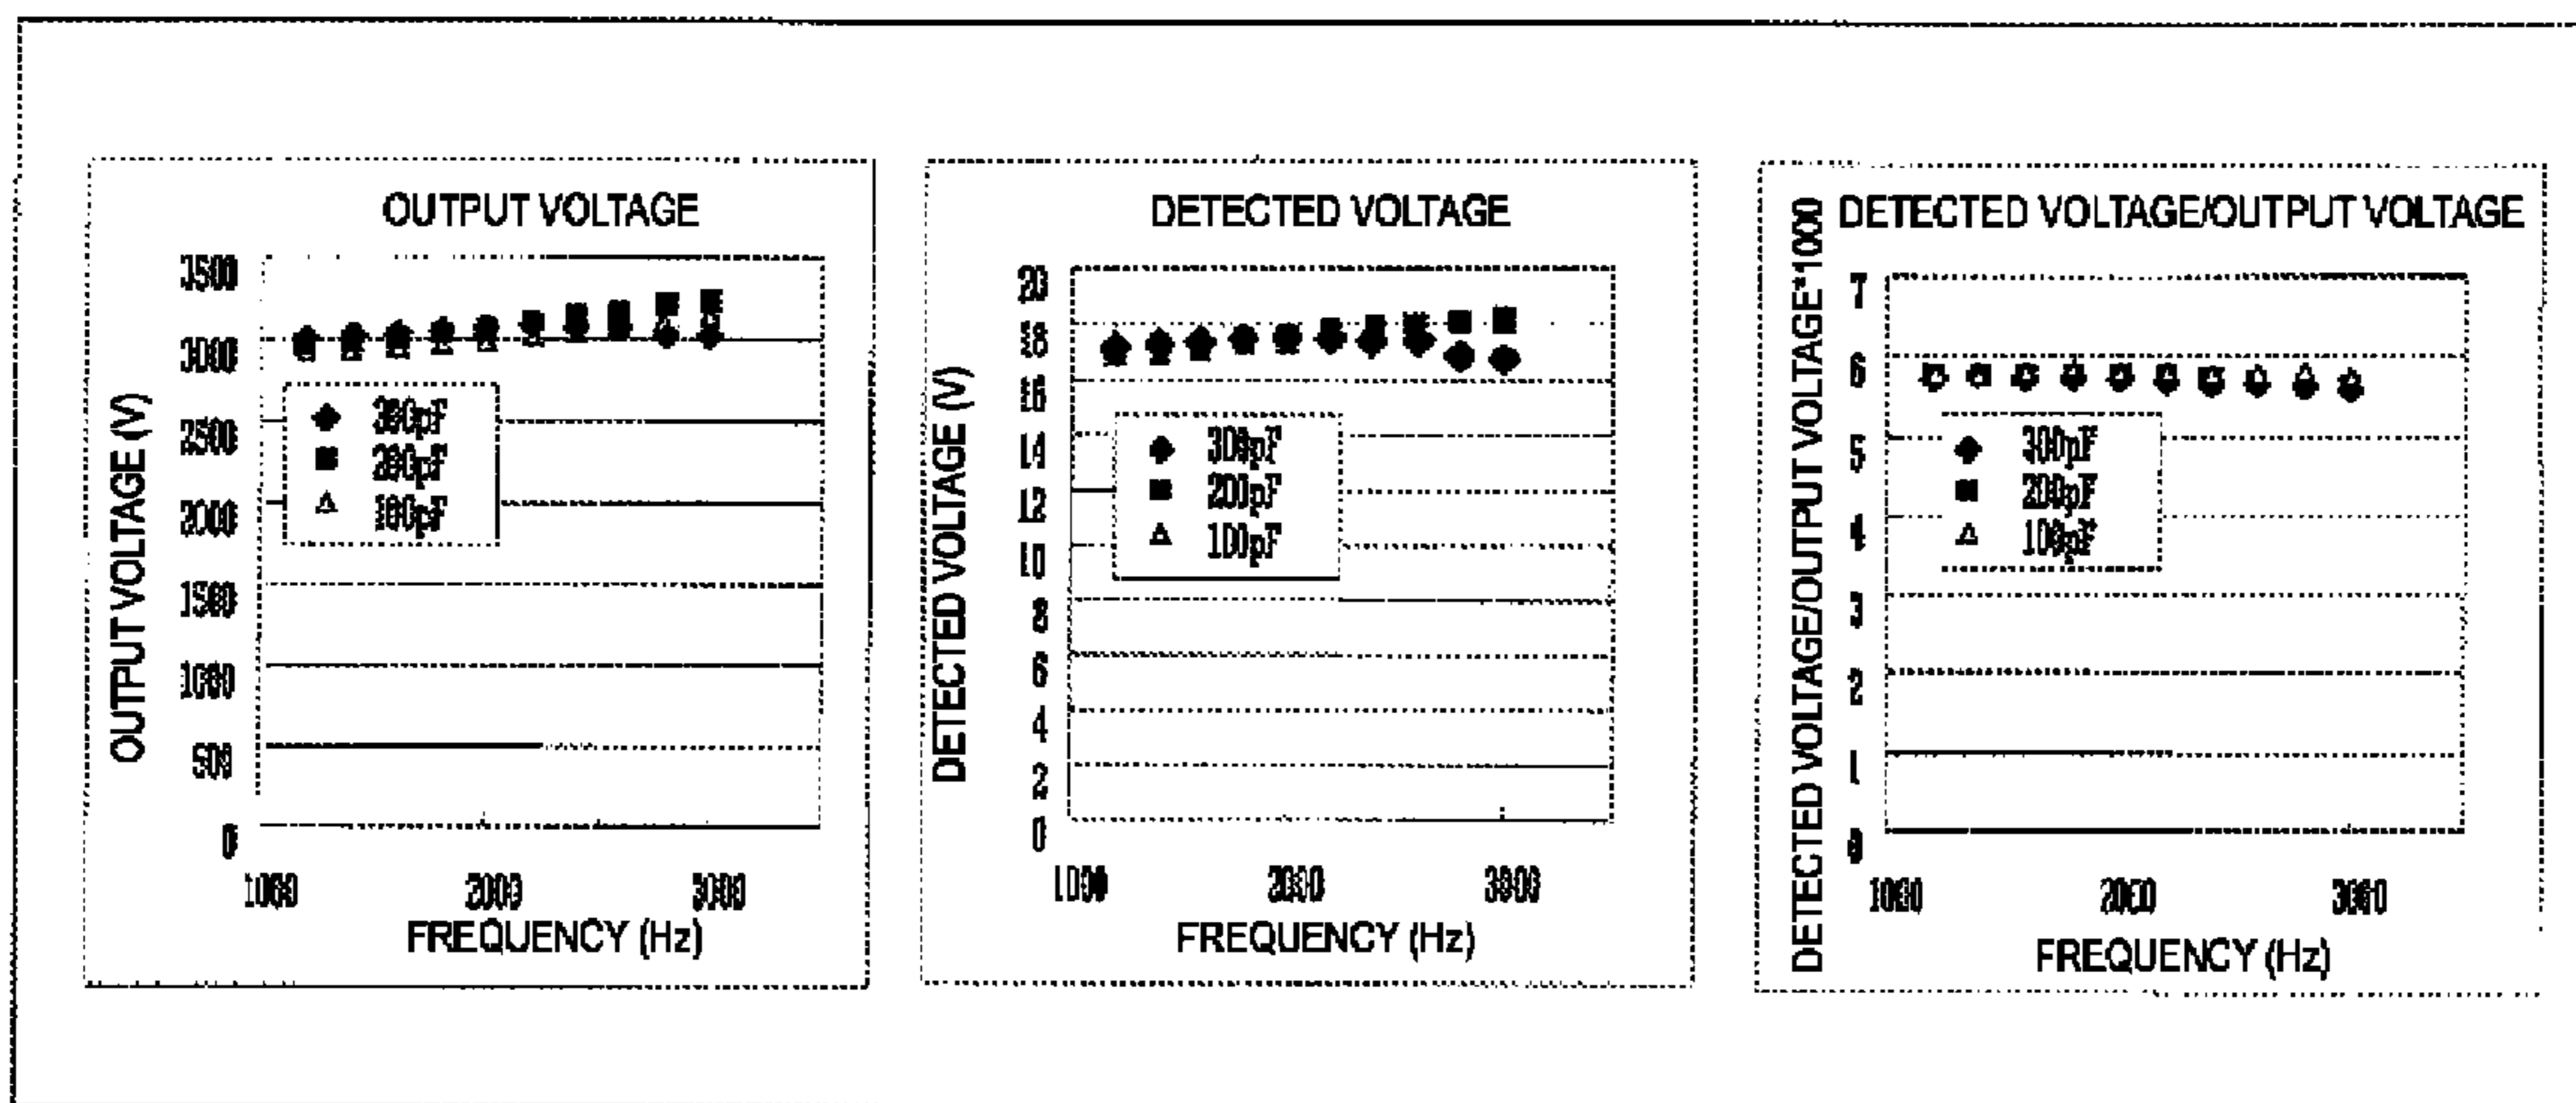 OUTPUT VOLTAGE
OUTPUT VOLTAGE (V)
3500
3000
2500
2000
1500
1000
500
0
1000
2000
3000
FREQUENCY (Hz)
DETECTED VOLTAGE
DETECTED VOLTAGE (V)
20
18
16
14
12
10
8
6
4
2
0
300pF
200pF
100pF
1000
2000
3000
FREQUENCY (Hz)
DETECTED VOLTAGE/OUTPUT VOLTAGE
DETECTED VOLTAGE/OUTPUT VOLTAGE*1000
7
6
5
4
3
2
1
0
300pF
200pF
100pF
1000
2000
3000
FREQUENCY (Hz)